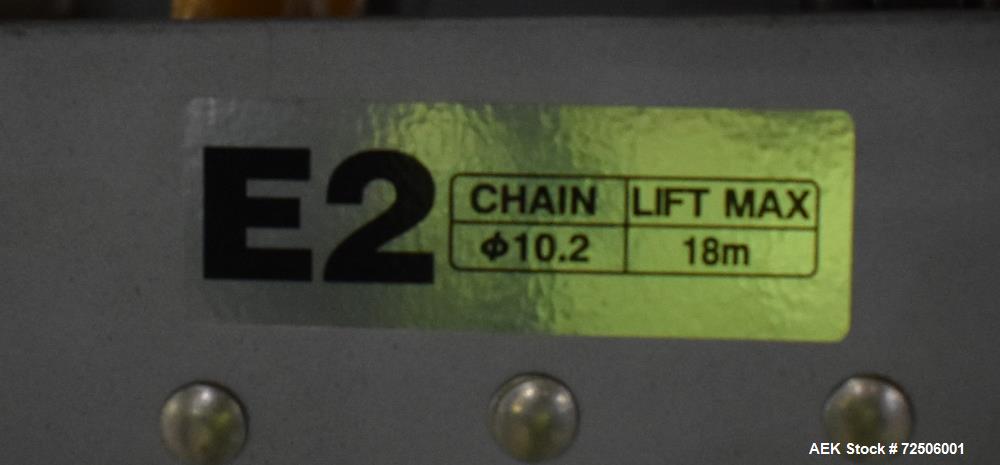 E2
CHAIN LIFT MAX
φ10.2 18m
AEK Stock # 72506001